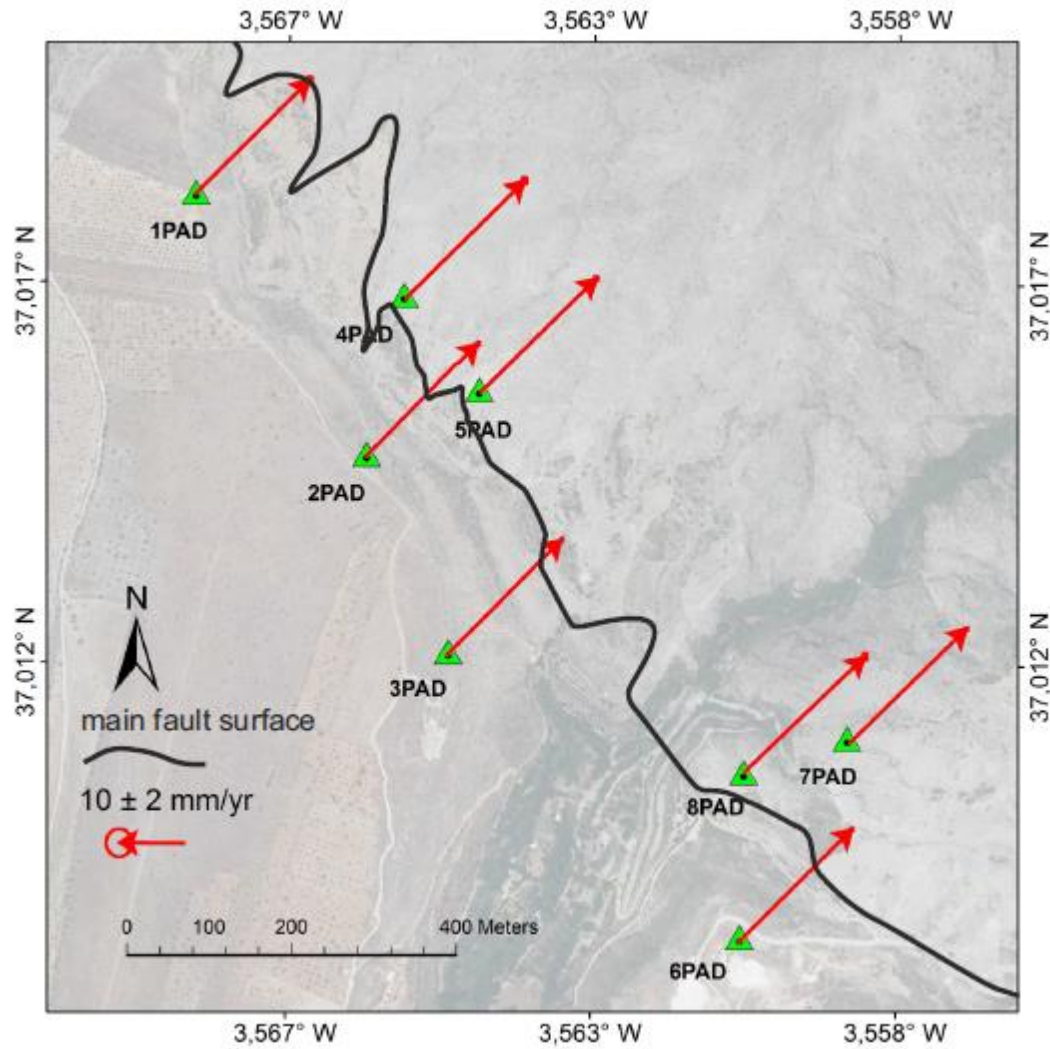 3,567° W 3,563° W 3,558° W
1PAD
37,017° N 37,017° N
4PAD
5PAD
2PAD
N
37,012° N 37,012° N
3PAD
main fault surface
7PAD
10 ± 2 mm/yr
8PAD
0 100 200 400 Meters
6PAD
3,567° W 3,563° W 3,558° W